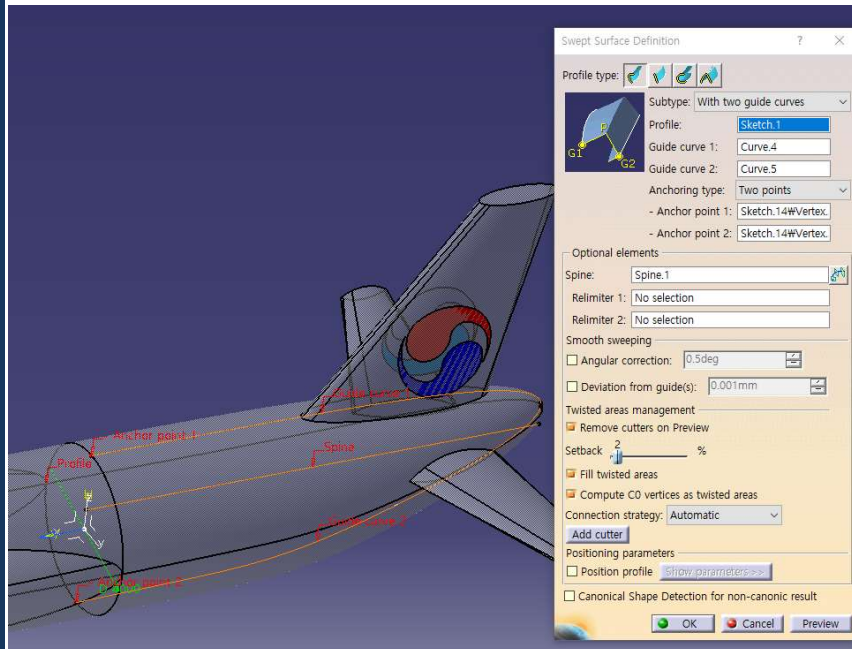 Swept Surface Definition
?
Profile type:
Subtype: With two guide curves
Profile: Sketch.1
Guide curve 1: Curve.4
Guide curve 2: Curve.5
Anchoring type: Two points
- Anchor point 1: Sketch.14₩Vertex.
- Anchor point 2: Sketch.14₩Vertex.
P
G1
G2
Optional elements
Spine: Spine.1
Relimiter 1: No selection
Relimiter 2: No selection
Smooth sweeping
Angular correction: 0.5deg
Deviation from guide(s): 0.001mm
Twisted areas management
Remove cutters on Preview
Setback 2 %
Fill twisted areas
Compute C0 vertices as twisted areas
Connection strategy: Automatic
Add cutter
Positioning parameters
Position profile Show parameters >>
Canonical Shape Detection for non-canonic result
OK Cancel Preview
Guide curve 1
Anchor point 1
Spine
Profile
Guide curve 2
Anchor point 2